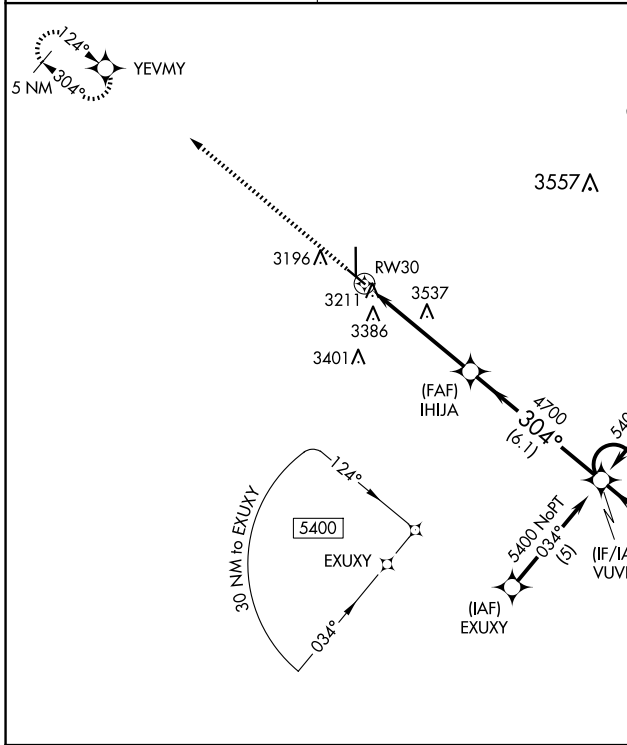 124°
YEVMY
304°
5 NM
3557
3196
RW30
3211
3537
3386
3401
(FAF)
IHIJA
4700
304°
(6.1)
124°
30 NM to EXUXY
5400
EXUXY
034°
5400 NoPT
034°
(5)
(IAF)
EXUXY